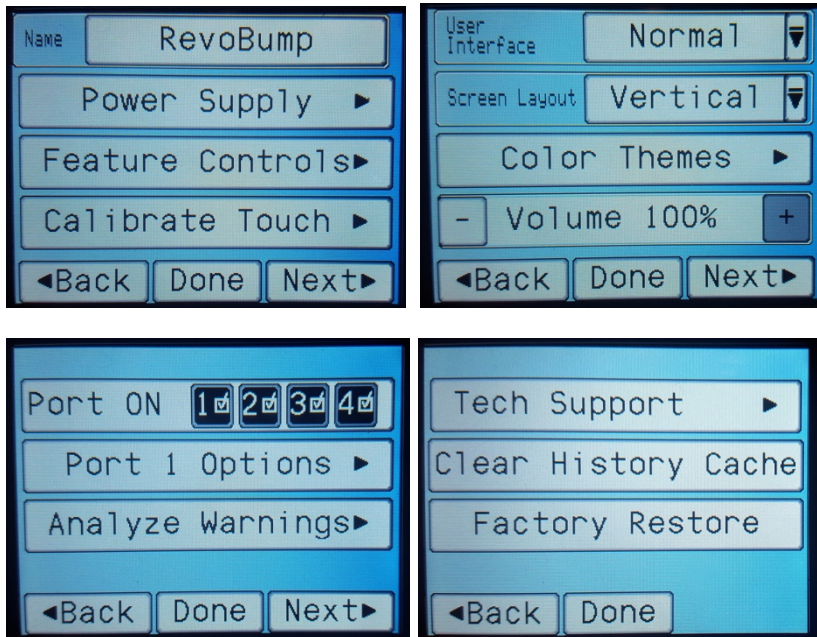 Name RevoBump
Power Supply ▶
Feature Controls▶
Calibrate Touch ▶
◀Back Done Next▶
User Interface Normal
Screen Layout Vertical
Color Themes ▶
- Volume 100% +
◀Back Done Next▶
Port ON 1 2 3 4
Port 1 Options ▶
Analyze Warnings▶
◀Back Done Next▶
Tech Support ▶
Clear History Cache
Factory Restore
◀Back Done